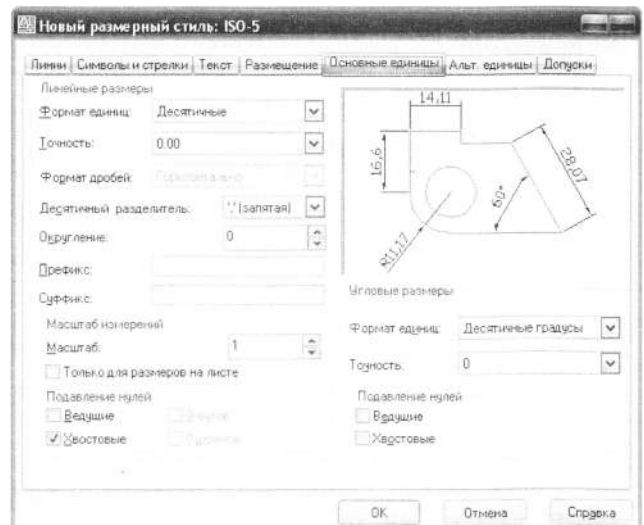 Новый размерный стиль: ISO-5
Линии
Символы и стрелки
Текст
Размещение
Основные единицы
Альт. единицы
Допуски
Линейные размеры
Формат единиц:
Десятичные
Точность:
0.00
Формат дробей:
Горизонтально
Десятичный разделитель:
',' (запятая)
Округление:
0
Префикс:
Суффикс:
Масштаб измерений
Масштаб:
1
Только для размеров на листе
Подавление нулей
Ведущие
Хвостовые
14,11
16,6
28,07
60°
R11,17
Угловые размеры
Формат единиц:
Десятичные градусы
Точность:
0
Подавление нулей
Ведущие
Хвостовые
OK
Отмена
Справка